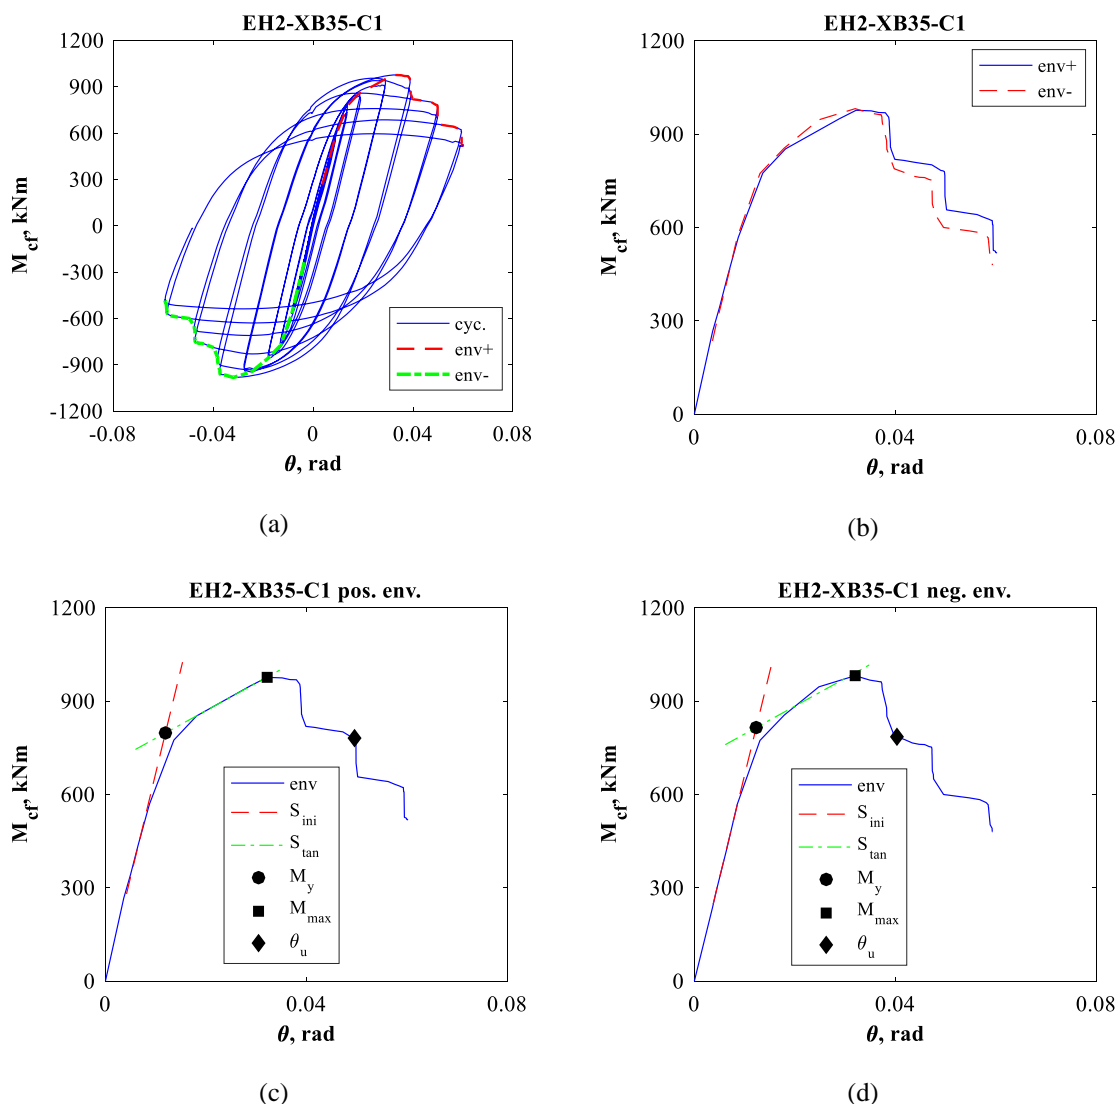 EH2-XB35-C1
1200
900
600
300
0
-300
-600
-900
-1200
M_cf, kNm
-0.08
-0.04
0
0.04
0.08
θ, rad
cyc.
env+
env-
(a)
EH2-XB35-C1
1200
900
600
300
0
M_cf, kNm
0
0.04
0.08
θ, rad
env+
env-
(b)
EH2-XB35-C1 pos. env.
1200
900
600
300
0
M_cf, kNm
0
0.04
0.08
θ, rad
env
S_ini
S_tan
M_y
M_max
θ_u
(c)
EH2-XB35-C1 neg. env.
1200
900
600
300
0
M_cf, kNm
0
0.04
0.08
θ, rad
env
S_ini
S_tan
M_y
M_max
θ_u
(d)